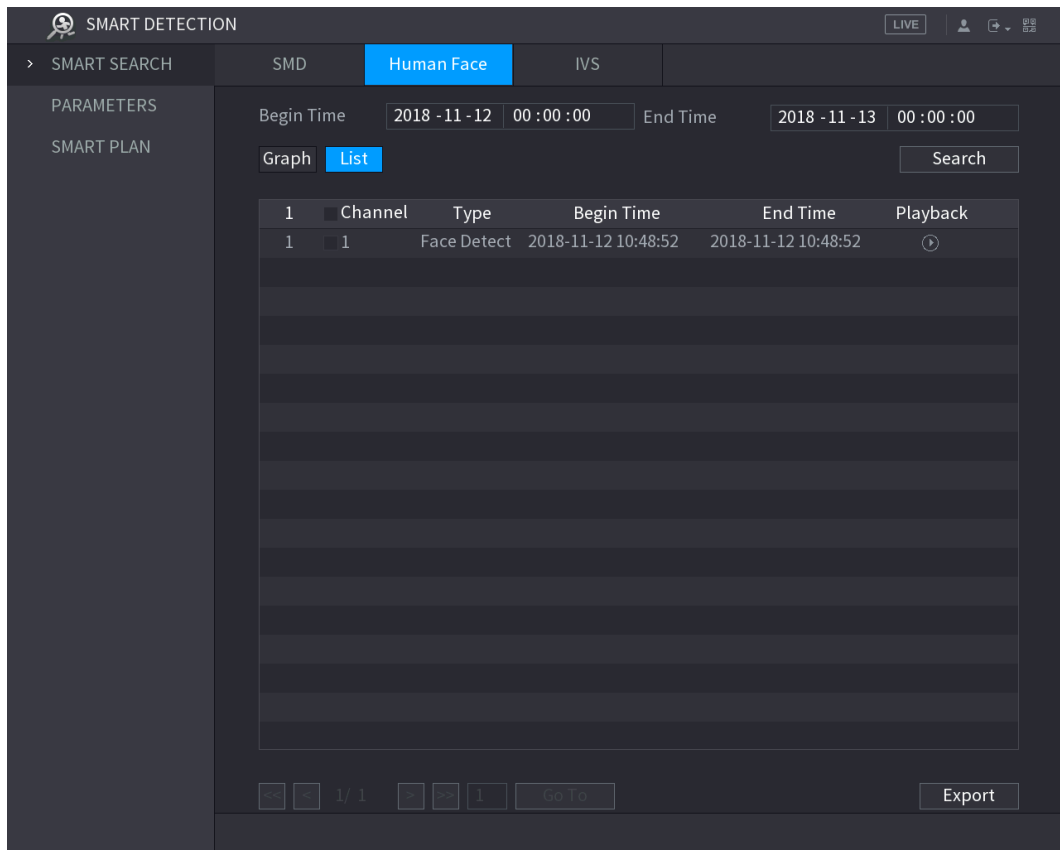 SMART DETECTION LIVE
SMART SEARCH SMD Human Face IVS
PARAMETERS
SMART PLAN
Begin Time 2018 -11 -12 00 : 00 : 00 End Time 2018 -11 -13 00 : 00 : 00
Graph List Search
1 Channel Type Begin Time End Time Playback
1 1 Face Detect 2018-11-12 10:48:52 2018-11-12 10:48:52
<< < 1/ 1 > >> 1 Go To Export